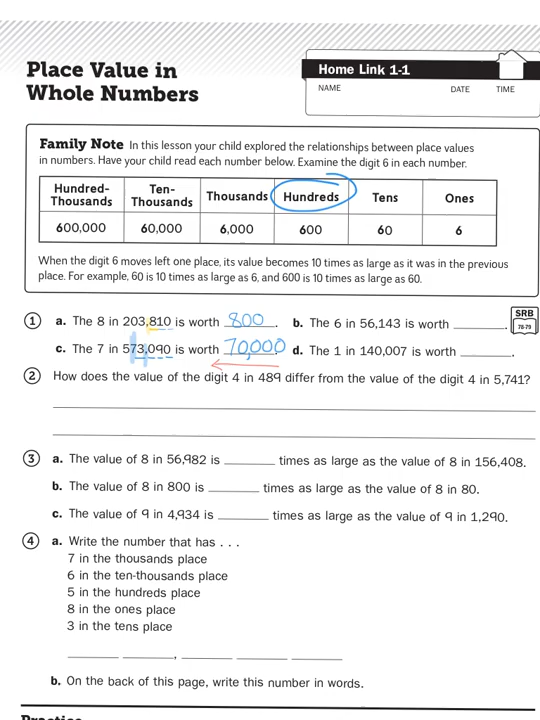 Place Value in
Whole Numbers
Home Link 1-1
NAME DATE TIME
Family Note In this lesson your child explored the relationships between place values
in numbers. Have your child read each number below. Examine the digit 6 in each number.
Hundred-Thousands Ten-Thousands Thousands Hundreds Tens Ones
600,000 60,000 6,000 600 60 6
When the digit 6 moves left one place, its value becomes 10 times as large as it was in the previous
place. For example, 60 is 10 times as large as 6, and 600 is 10 times as large as 60.
1 a. The 8 in 203,810 is worth 800. b. The 6 in 56,143 is worth ______.
SRB
78-79
c. The 7 in 573,090 is worth 70,000 d. The 1 in 140,007 is worth ______.
2 How does the value of the digit 4 in 489 differ from the value of the digit 4 in 5,741?
3 a. The value of 8 in 56,982 is ______ times as large as the value of 8 in 156,408.
b. The value of 8 in 800 is ______ times as large as the value of 8 in 80.
c. The value of 9 in 4,934 is ______ times as large as the value of 9 in 1,290.
4 a. Write the number that has . . .
7 in the thousands place
6 in the ten-thousands place
5 in the hundreds place
8 in the ones place
3 in the tens place
______ ______, ______ ______ ______
b. On the back of this page, write this number in words.
Practice